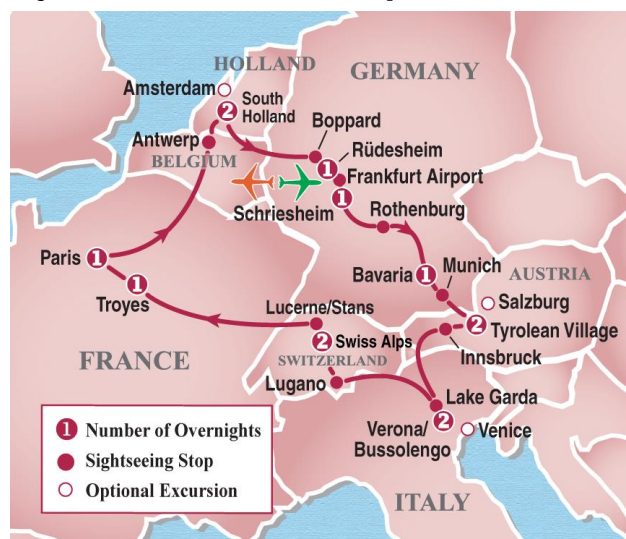 HOLLAND
GERMANY
Amsterdam
2
South
Holland
Boppard
Antwerp
BELGIUM
Rüdesheim
1
Frankfurt Airport
Schriesheim
1
Rothenburg
Paris
1
Bavaria
1
Munich
AUSTRIA
Troyes
1
Salzburg
Lucerne/Stans
2
Tyrolean Village
2
Swiss Alps
Innsbruck
FRANCE
SWITZERLAND
Lugano
Lake Garda
2
Verona/
Bussolengo
Venice
ITALY
1 Number of Overnights
Sightseeing Stop
Optional Excursion